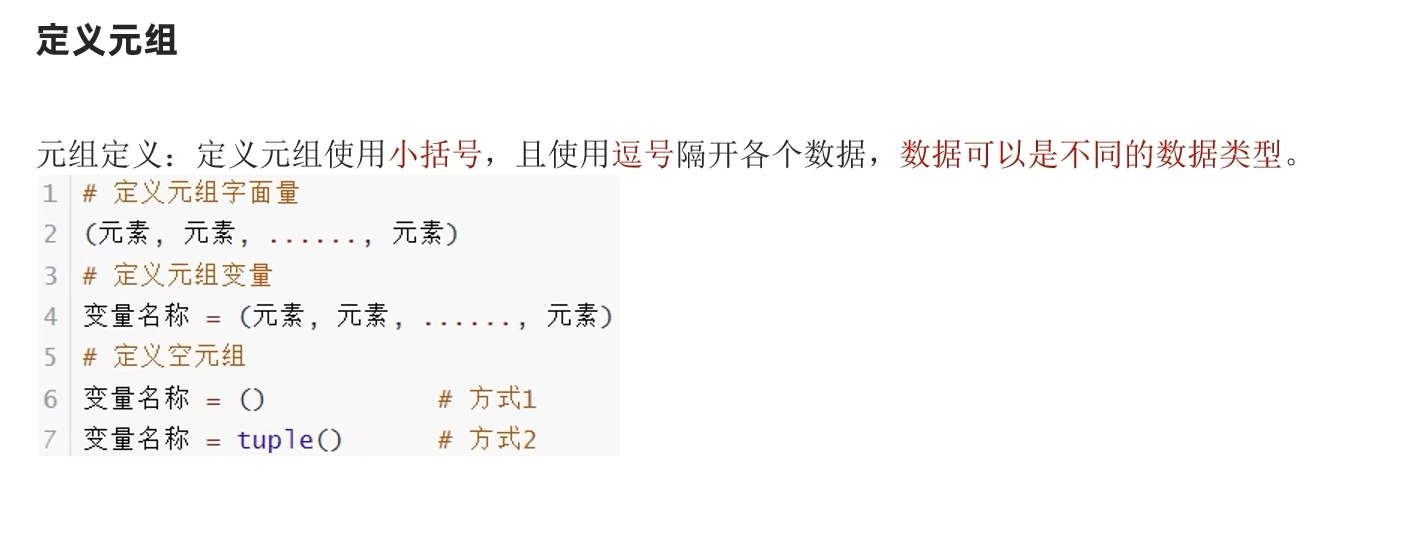 定义元组
元组定义：定义元组使用小括号，且使用逗号隔开各个数据，数据可以是不同的数据类型。
1 # 定义元组字面量
2 (元素, 元素, ......, 元素)
3 # 定义元组变量
4 变量名称 = (元素, 元素, ......, 元素)
5 # 定义空元组
6 变量名称 = () # 方式1
7 变量名称 = tuple() # 方式2